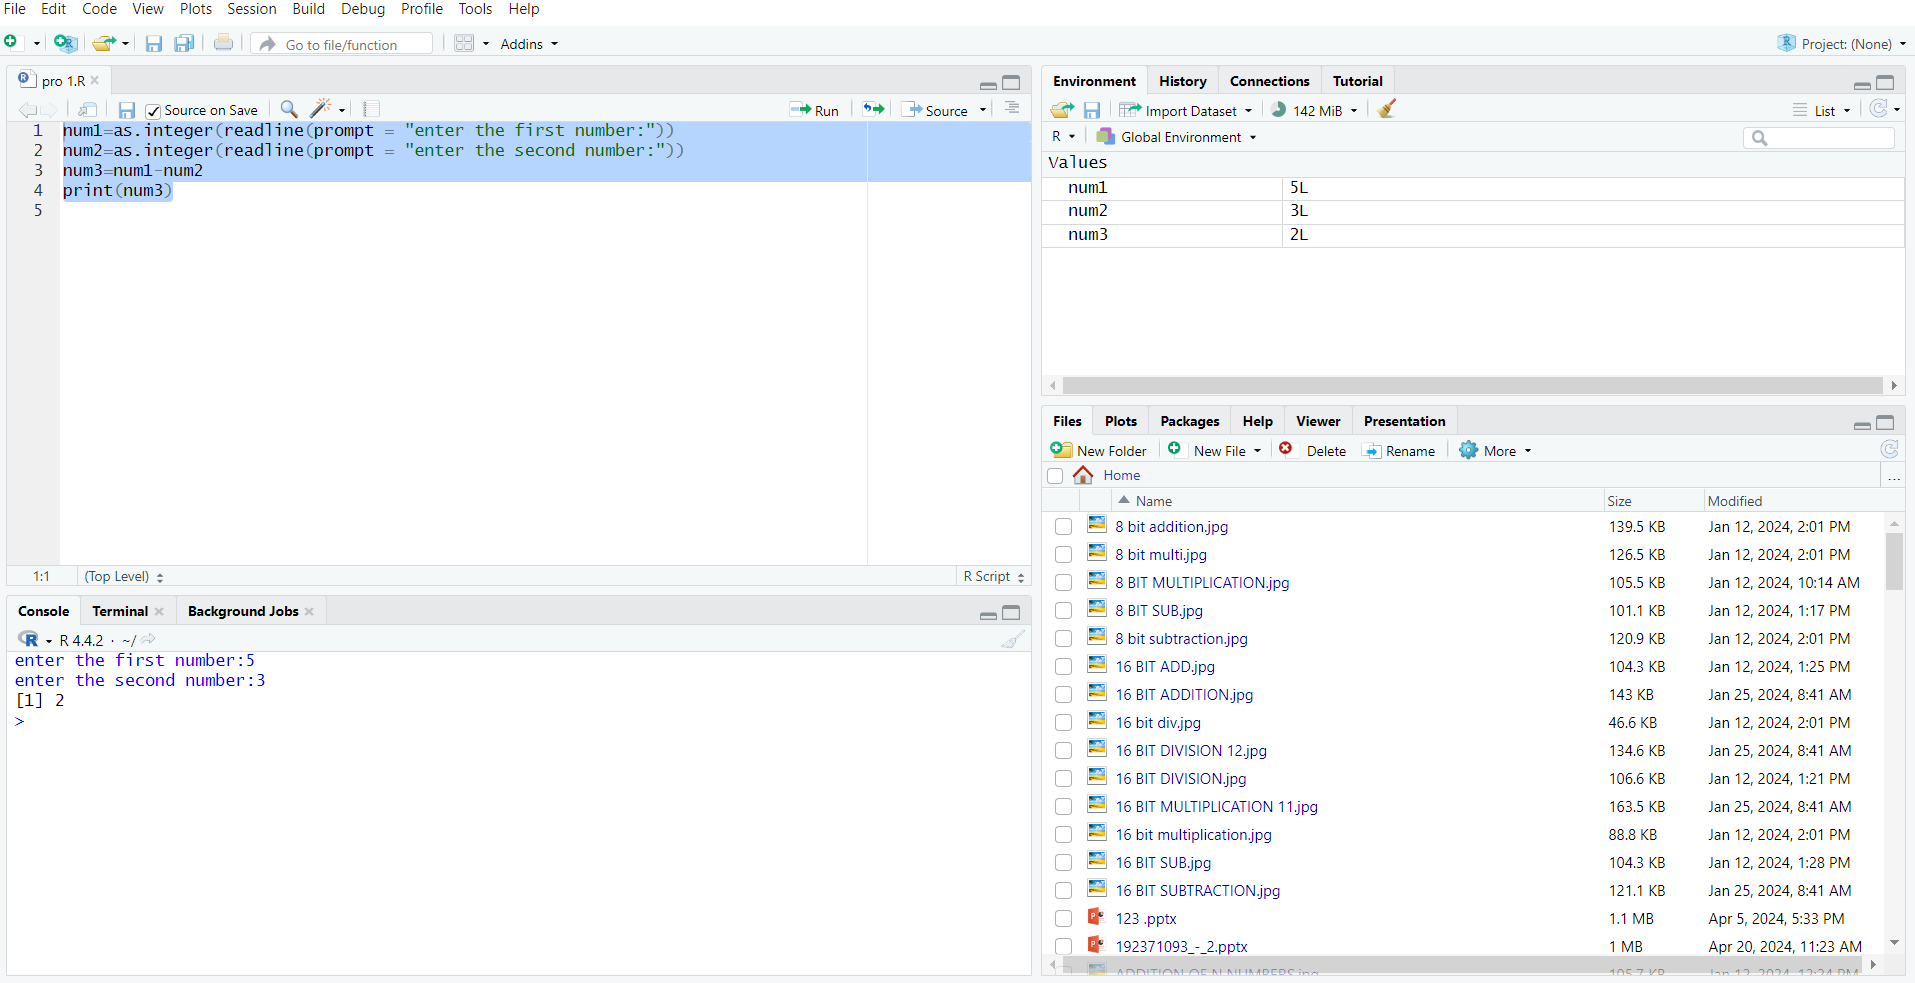 File Edit Code View Plots Session Build Debug Profile Tools Help
Go to file/function Addins Project: (None)
pro 1.R
Source on Save Run Source
1 num1=as.integer(readline(prompt = "enter the first number:"))
2 num2=as.integer(readline(prompt = "enter the second number:"))
3 num3=num1-num2
4 print(num3)
5
1:1 (Top Level) R Script
Console Terminal Background Jobs
R 4.4.2 · ~/
enter the first number:5
enter the second number:3
[1] 2
>
Environment History Connections Tutorial
Import Dataset 142 MiB List
R Global Environment
Values
num1 5L
num2 3L
num3 2L
Files Plots Packages Help Viewer Presentation
New Folder New File Delete Rename More
Home ...
Name Size Modified
8 bit addition.jpg 139.5 KB Jan 12, 2024, 2:01 PM
8 bit multi.jpg 126.5 KB Jan 12, 2024, 2:01 PM
8 BIT MULTIPLICATION.jpg 105.5 KB Jan 12, 2024, 10:14 AM
8 BIT SUB.jpg 101.1 KB Jan 12, 2024, 1:17 PM
8 bit subtraction.jpg 120.9 KB Jan 12, 2024, 2:01 PM
16 BIT ADD.jpg 104.3 KB Jan 12, 2024, 1:25 PM
16 BIT ADDITION.jpg 143 KB Jan 25, 2024, 8:41 AM
16 bit div.jpg 46.6 KB Jan 12, 2024, 2:01 PM
16 BIT DIVISION 12.jpg 134.6 KB Jan 25, 2024, 8:41 AM
16 BIT DIVISION.jpg 106.6 KB Jan 12, 2024, 1:21 PM
16 BIT MULTIPLICATION 11.jpg 163.5 KB Jan 25, 2024, 8:41 AM
16 bit multiplication.jpg 88.8 KB Jan 12, 2024, 2:01 PM
16 BIT SUB.jpg 104.3 KB Jan 12, 2024, 1:28 PM
16 BIT SUBTRACTION.jpg 121.1 KB Jan 25, 2024, 8:41 AM
123 .pptx 1.1 MB Apr 5, 2024, 5:33 PM
192371093_-_2.pptx 1 MB Apr 20, 2024, 11:23 AM
ADDITION OF N NUMBERS.jpg 105.7 KB Jan 12, 2024, 12:24 PM